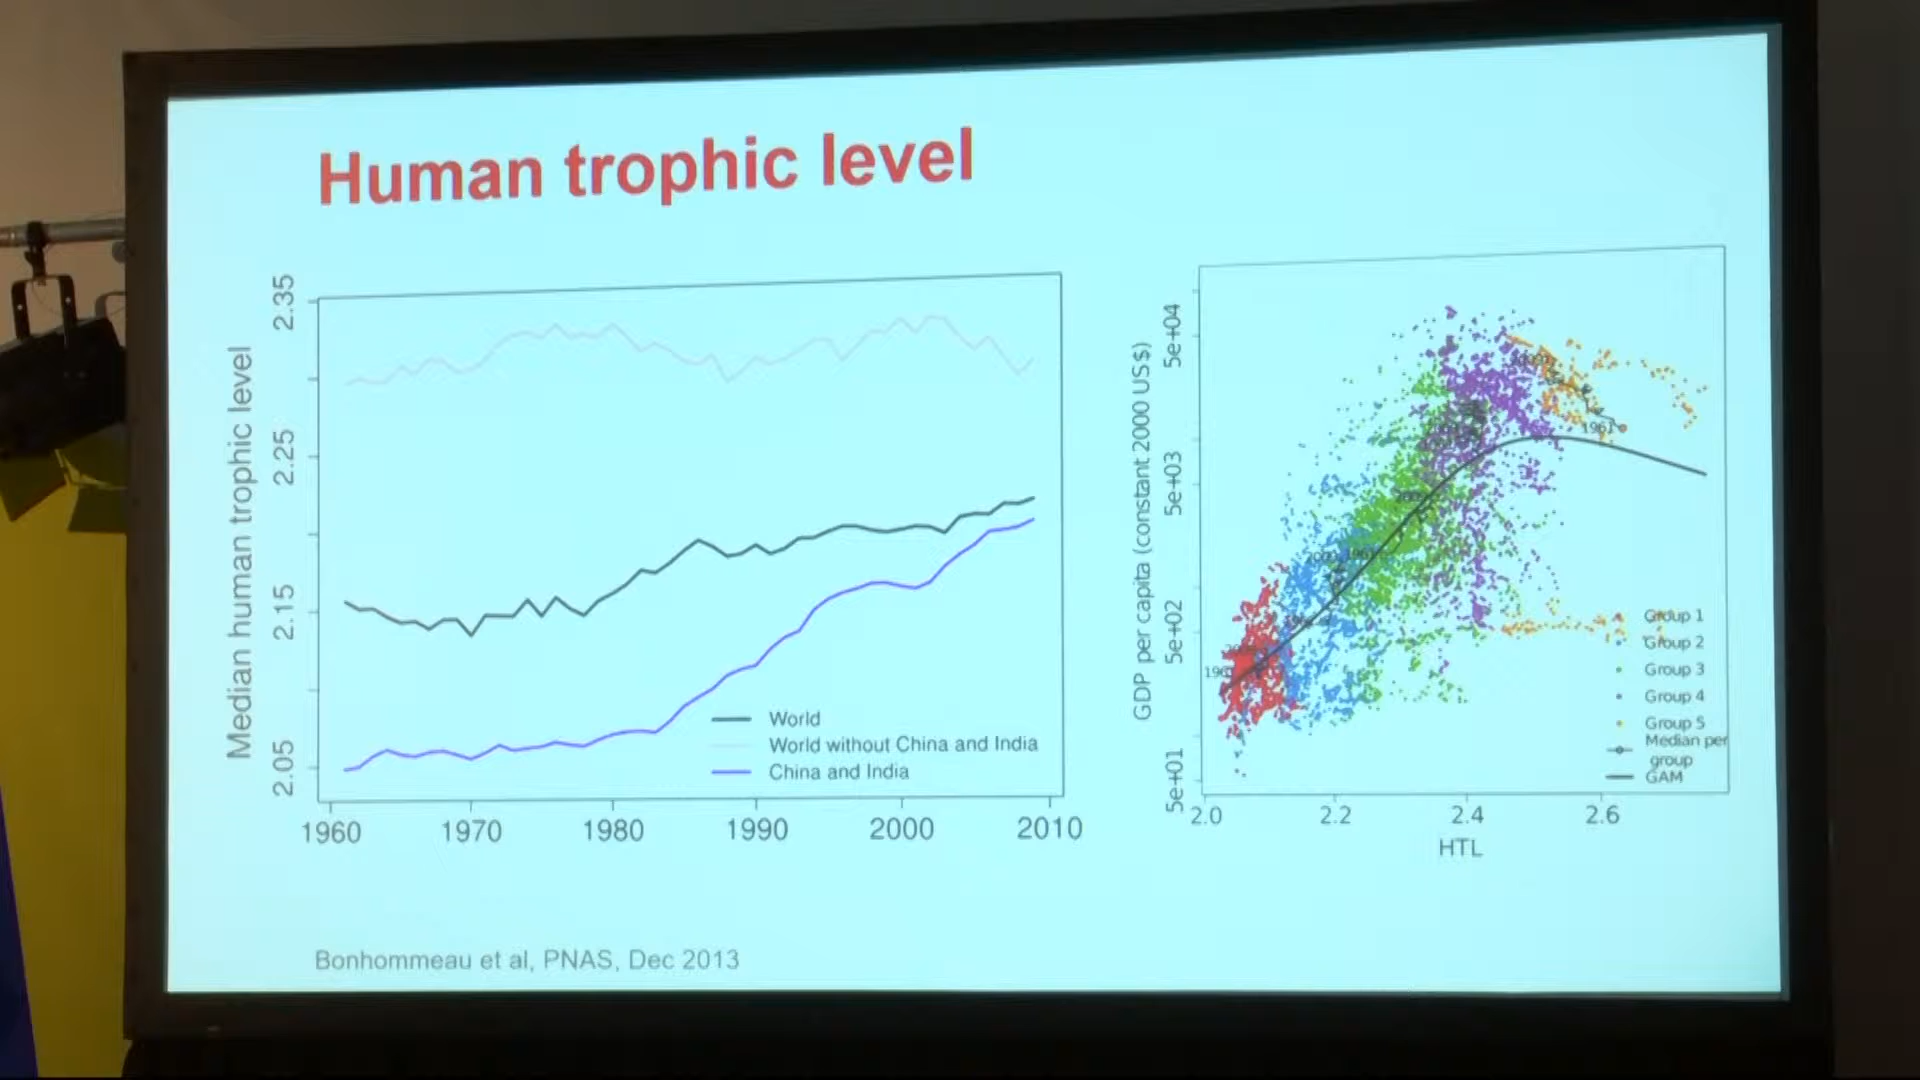 Human trophic level
Median human trophic level
2.35
2.25
2.15
2.05
World
World without China and India
China and India
1960
1970
1980
1990
2000
2010
GDP per capita (constant 2000 US$)
5e+04
5e+03
5e+02
5e+01
1961
Group 1
Group 2
Group 3
Group 4
Group 5
Median per
group
GAM
2.0
2.2
2.4
2.6
HTL
Bonhommeau et al, PNAS, Dec 2013